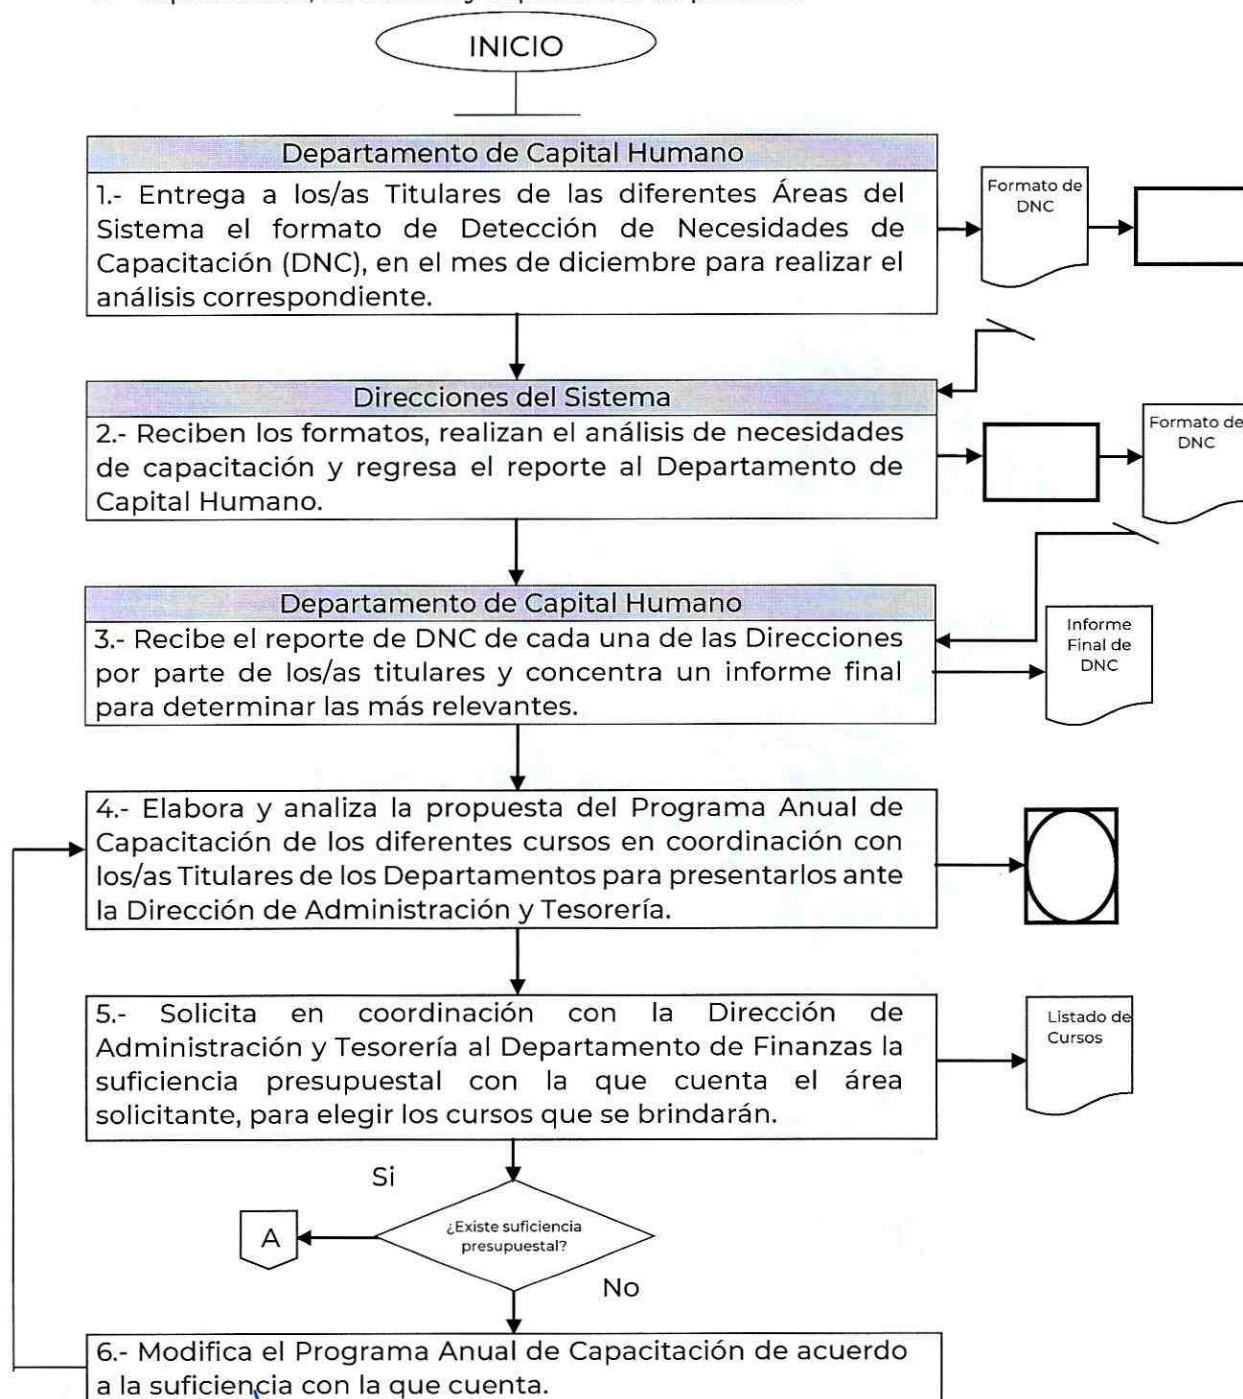 INICIO
Departamento de Capital Humano
1.- Entrega a los/as Titulares de las diferentes Áreas del
Sistema el formato de Detección de Necesidades de
Capacitación (DNC), en el mes de diciembre para realizar el
análisis correspondiente.
Formato de
DNC
Direcciones del Sistema
2.- Reciben los formatos, realizan el análisis de necesidades
de capacitación y regresa el reporte al Departamento de
Capital Humano.
Formato de
DNC
Departamento de Capital Humano
3.- Recibe el reporte de DNC de cada una de las Direcciones
por parte de los/as titulares y concentra un informe final
para determinar las más relevantes.
Informe
Final de
DNC
4.- Elabora y analiza la propuesta del Programa Anual de
Capacitación de los diferentes cursos en coordinación con
los/as Titulares de los Departamentos para presentarlos ante
la Dirección de Administración y Tesorería.
5.- Solicita en coordinación con la Dirección de
Administración y Tesorería al Departamento de Finanzas la
suficiencia presupuestal con la que cuenta el área
solicitante, para elegir los cursos que se brindarán.
Listado de
Cursos
Si
¿Existe suficiencia
presupuestal?
A
No
6.- Modifica el Programa Anual de Capacitación de acuerdo
a la suficiencia con la que cuenta.